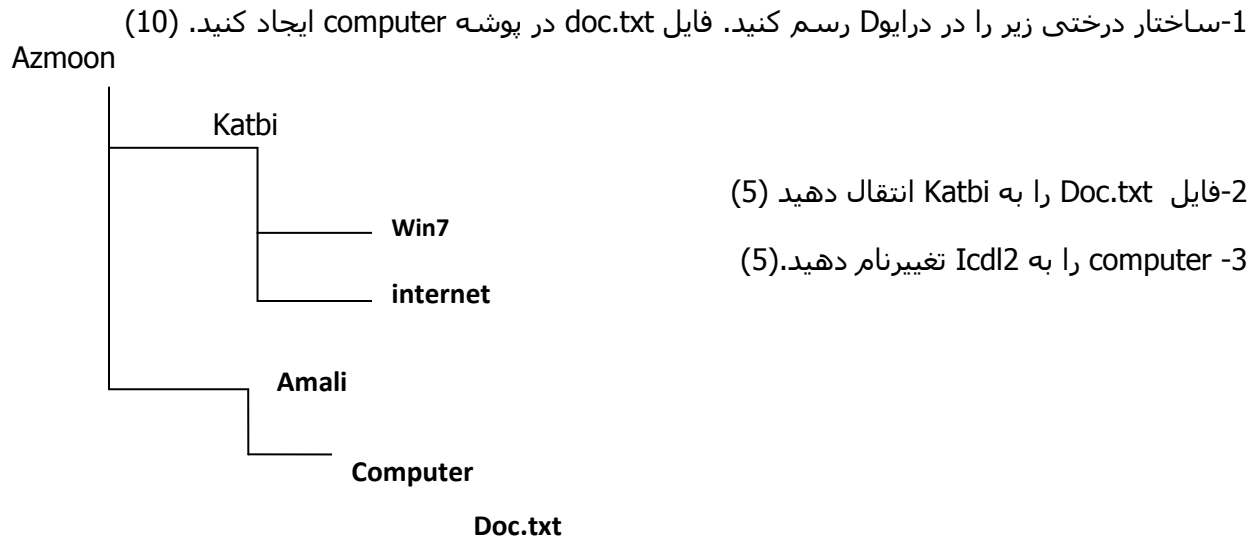 1-ساختار درختی زیر را در درایوD رسم کنید. فایل doc.txt در پوشه computer ایجاد کنید. (10)
Azmoon
Katbi
2-فایل Doc.txt را به Katbi انتقال دهید (5)
Win7
3- computer را به Icdl2 تغییرنام دهید.(5)
internet
Amali
Computer
Doc.txt